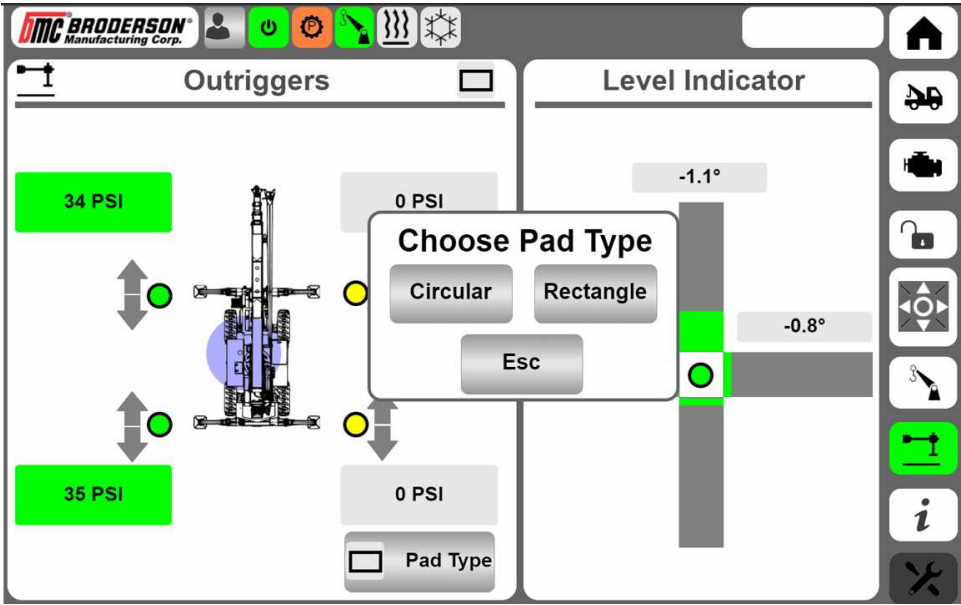 BMC BRODERSON®
Manufacturing Corp.
P
Outriggers
Level Indicator
34 PSI
0 PSI
-1.1°
Choose Pad Type
Circular
Rectangle
Esc
-0.8°
35 PSI
0 PSI
Pad Type
i